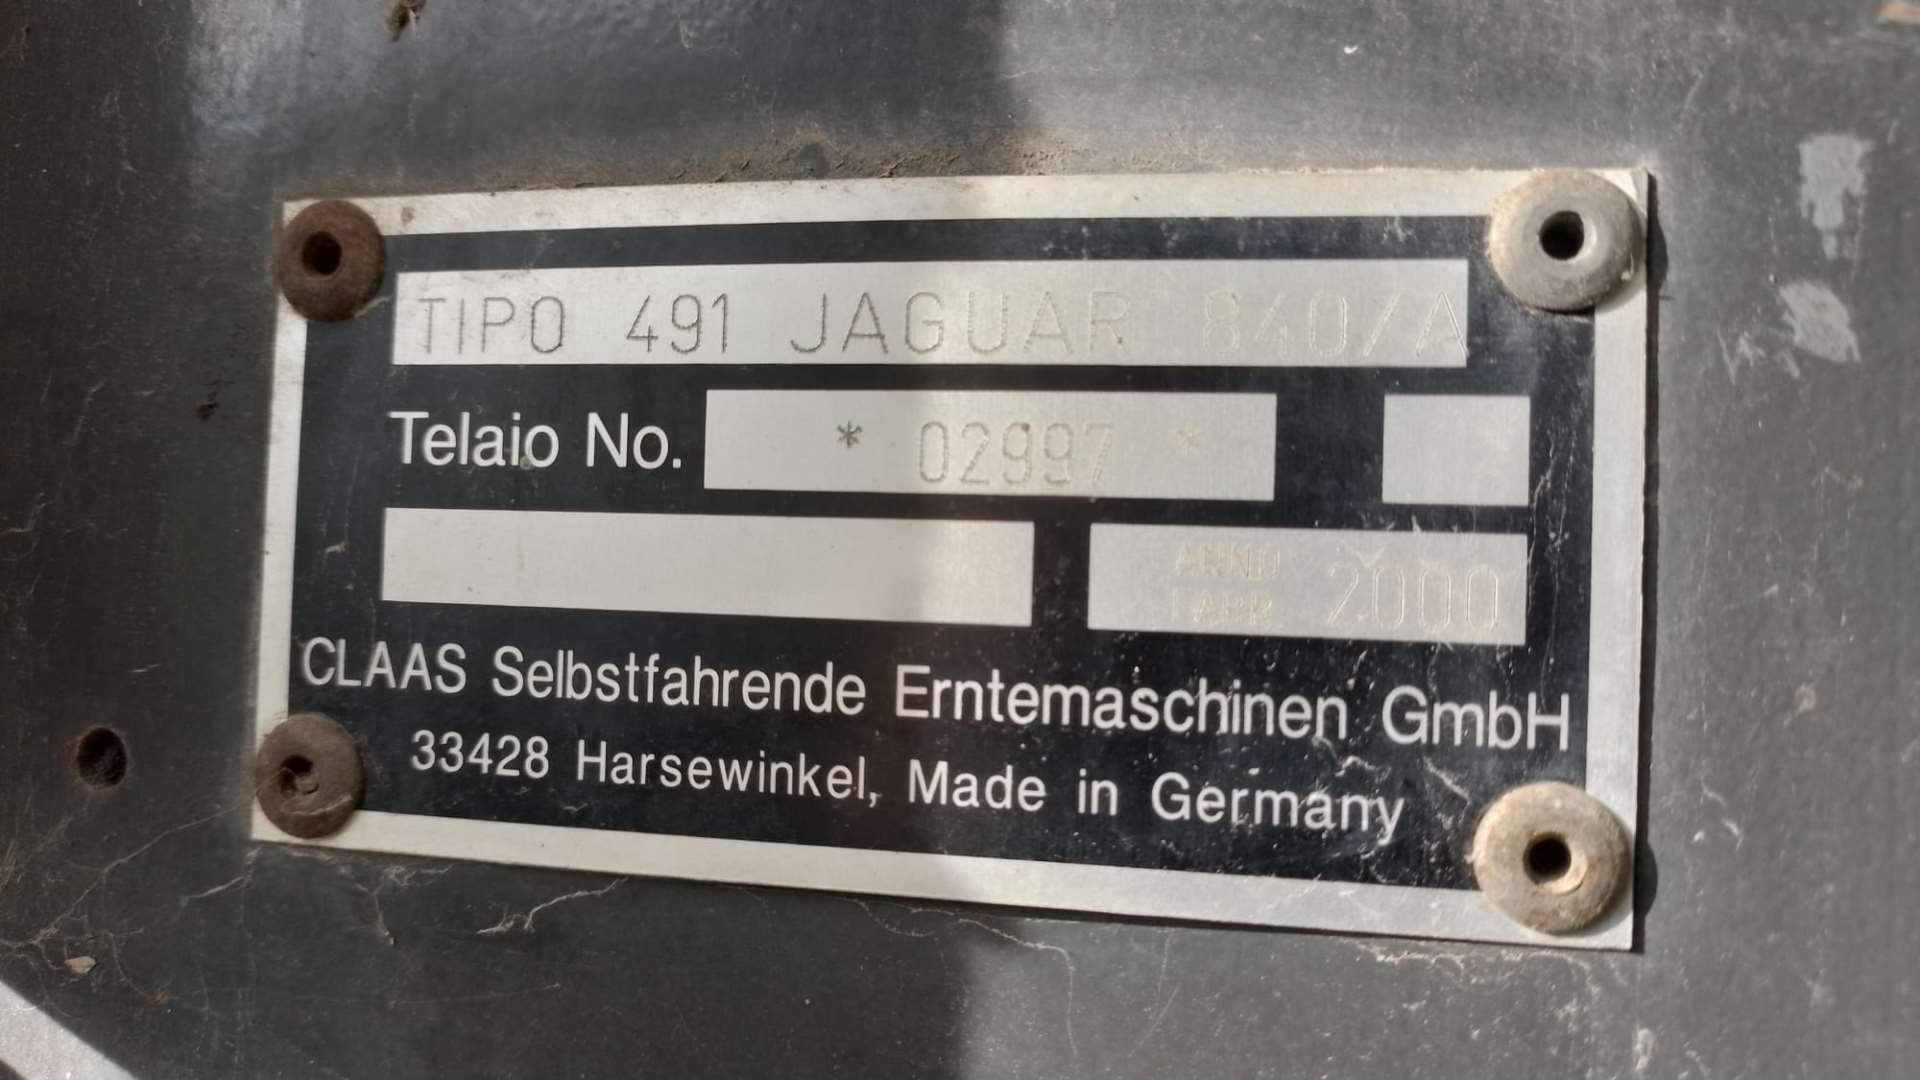 TIPO 491 JAGUAR 840/A
Telaio No. * 02997 *
ANNO
FABB 2000
CLAAS Selbstfahrende Erntemaschinen GmbH
33428 Harsewinkel, Made in Germany